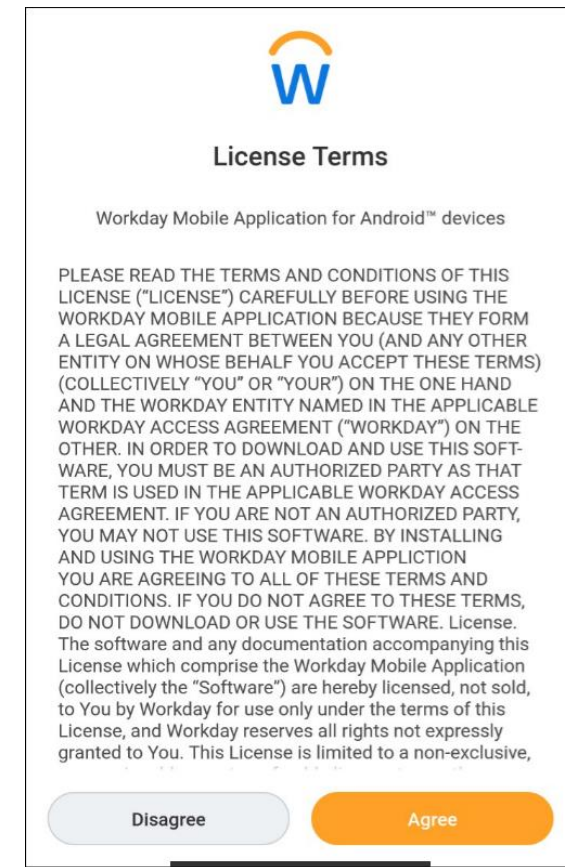 W
License Terms
Workday Mobile Application for Android™ devices
PLEASE READ THE TERMS AND CONDITIONS OF THIS
LICENSE (“LICENSE”) CAREFULLY BEFORE USING THE
WORKDAY MOBILE APPLICATION BECAUSE THEY FORM
A LEGAL AGREEMENT BETWEEN YOU (AND ANY OTHER
ENTITY ON WHOSE BEHALF YOU ACCEPT THESE TERMS)
(COLLECTIVELY “YOU” OR “YOUR”) ON THE ONE HAND
AND THE WORKDAY ENTITY NAMED IN THE APPLICABLE
WORKDAY ACCESS AGREEMENT (“WORKDAY”) ON THE
OTHER. IN ORDER TO DOWNLOAD AND USE THIS SOFT-
WARE, YOU MUST BE AN AUTHORIZED PARTY AS THAT
TERM IS USED IN THE APPLICABLE WORKDAY ACCESS
AGREEMENT. IF YOU ARE NOT AN AUTHORIZED PARTY,
YOU MAY NOT USE THIS SOFTWARE. BY INSTALLING
AND USING THE WORKDAY MOBILE APPLICTION
YOU ARE AGREEING TO ALL OF THESE TERMS AND
CONDITIONS. IF YOU DO NOT AGREE TO THESE TERMS,
DO NOT DOWNLOAD OR USE THE SOFTWARE. License.
The software and any documentation accompanying this
License which comprise the Workday Mobile Application
(collectively the “Software”) are hereby licensed, not sold,
to You by Workday for use only under the terms of this
License, and Workday reserves all rights not expressly
granted to You. This License is limited to a non-exclusive,
Disagree
Agree